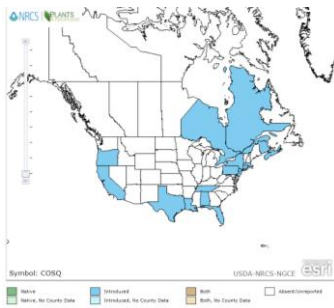 NRCS | PLANTS
Symbol: COSQ
USDA-NRCS-NGCE
esri
Native
Introduced
Both
Absent/Unreported
Native, No County Data
Introduced, No County Data
Both, No County Data